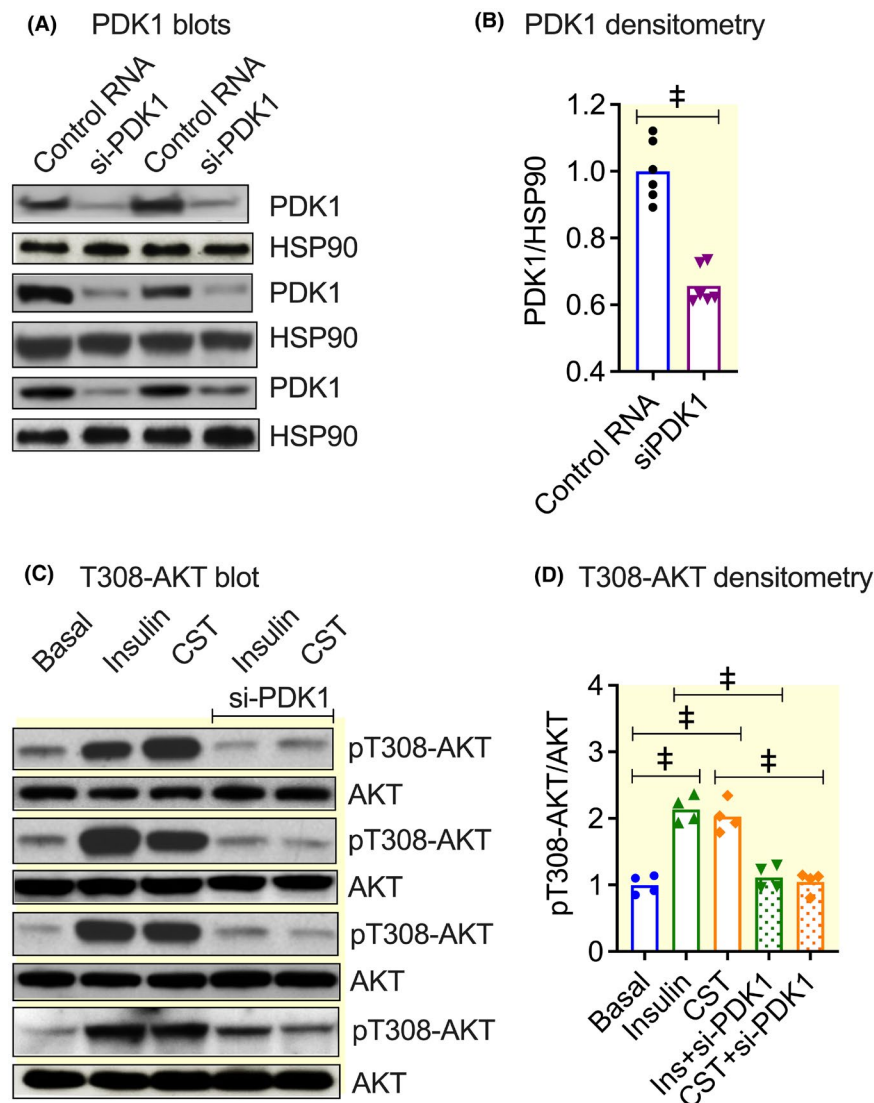 (A) PDK1 blots
Control RNA
si-PDK1
Control RNA
si-PDK1
PDK1
HSP90
PDK1
HSP90
PDK1
HSP90
(B) PDK1 densitometry
‡
PDK1/HSP90
1.2
1.0
0.8
0.6
0.4
Control RNA
siPDK1
(C) T308-AKT blot
Basal
Insulin
CST
Insulin
CST
si-PDK1
pT308-AKT
AKT
pT308-AKT
AKT
pT308-AKT
AKT
pT308-AKT
AKT
(D) T308-AKT densitometry
‡
‡
‡
‡
pT308-AKT/AKT
4
3
2
1
0
Basal
Insulin
CST
Ins+si-PDK1
CST+si-PDK1